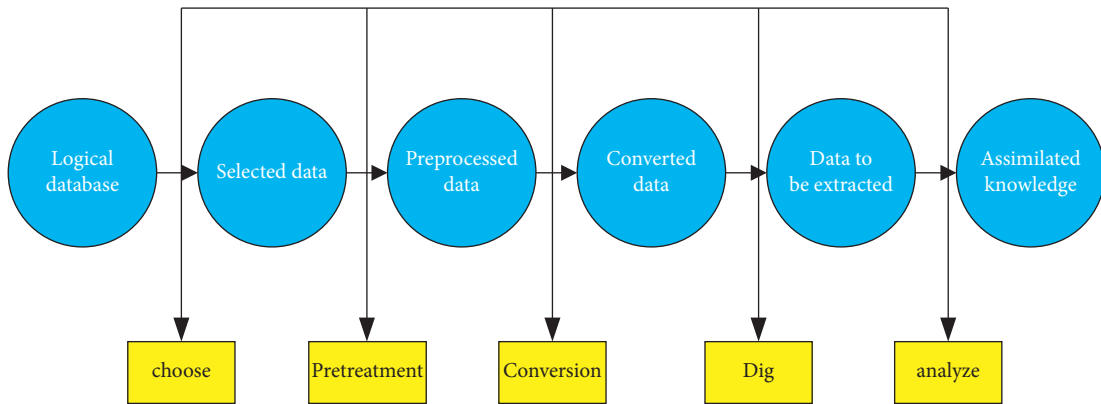 Logical
database
Selected data
Preprocessed
data
Converted
data
Data to
be extracted
Assimilated
knowledge
choose
Pretreatment
Conversion
Dig
analyze